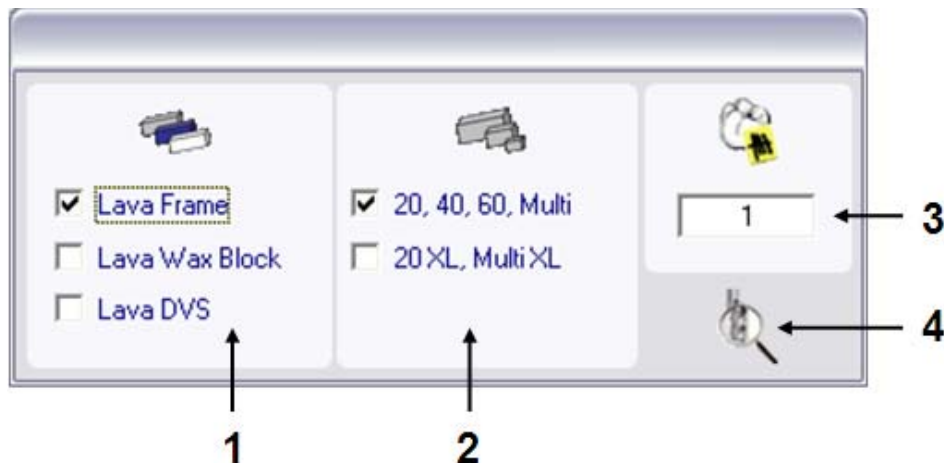 Lava Frame
Lava Wax Block
Lava DVS
20, 40, 60, Multi
20 XL, Multi XL
1
3
4
1
2